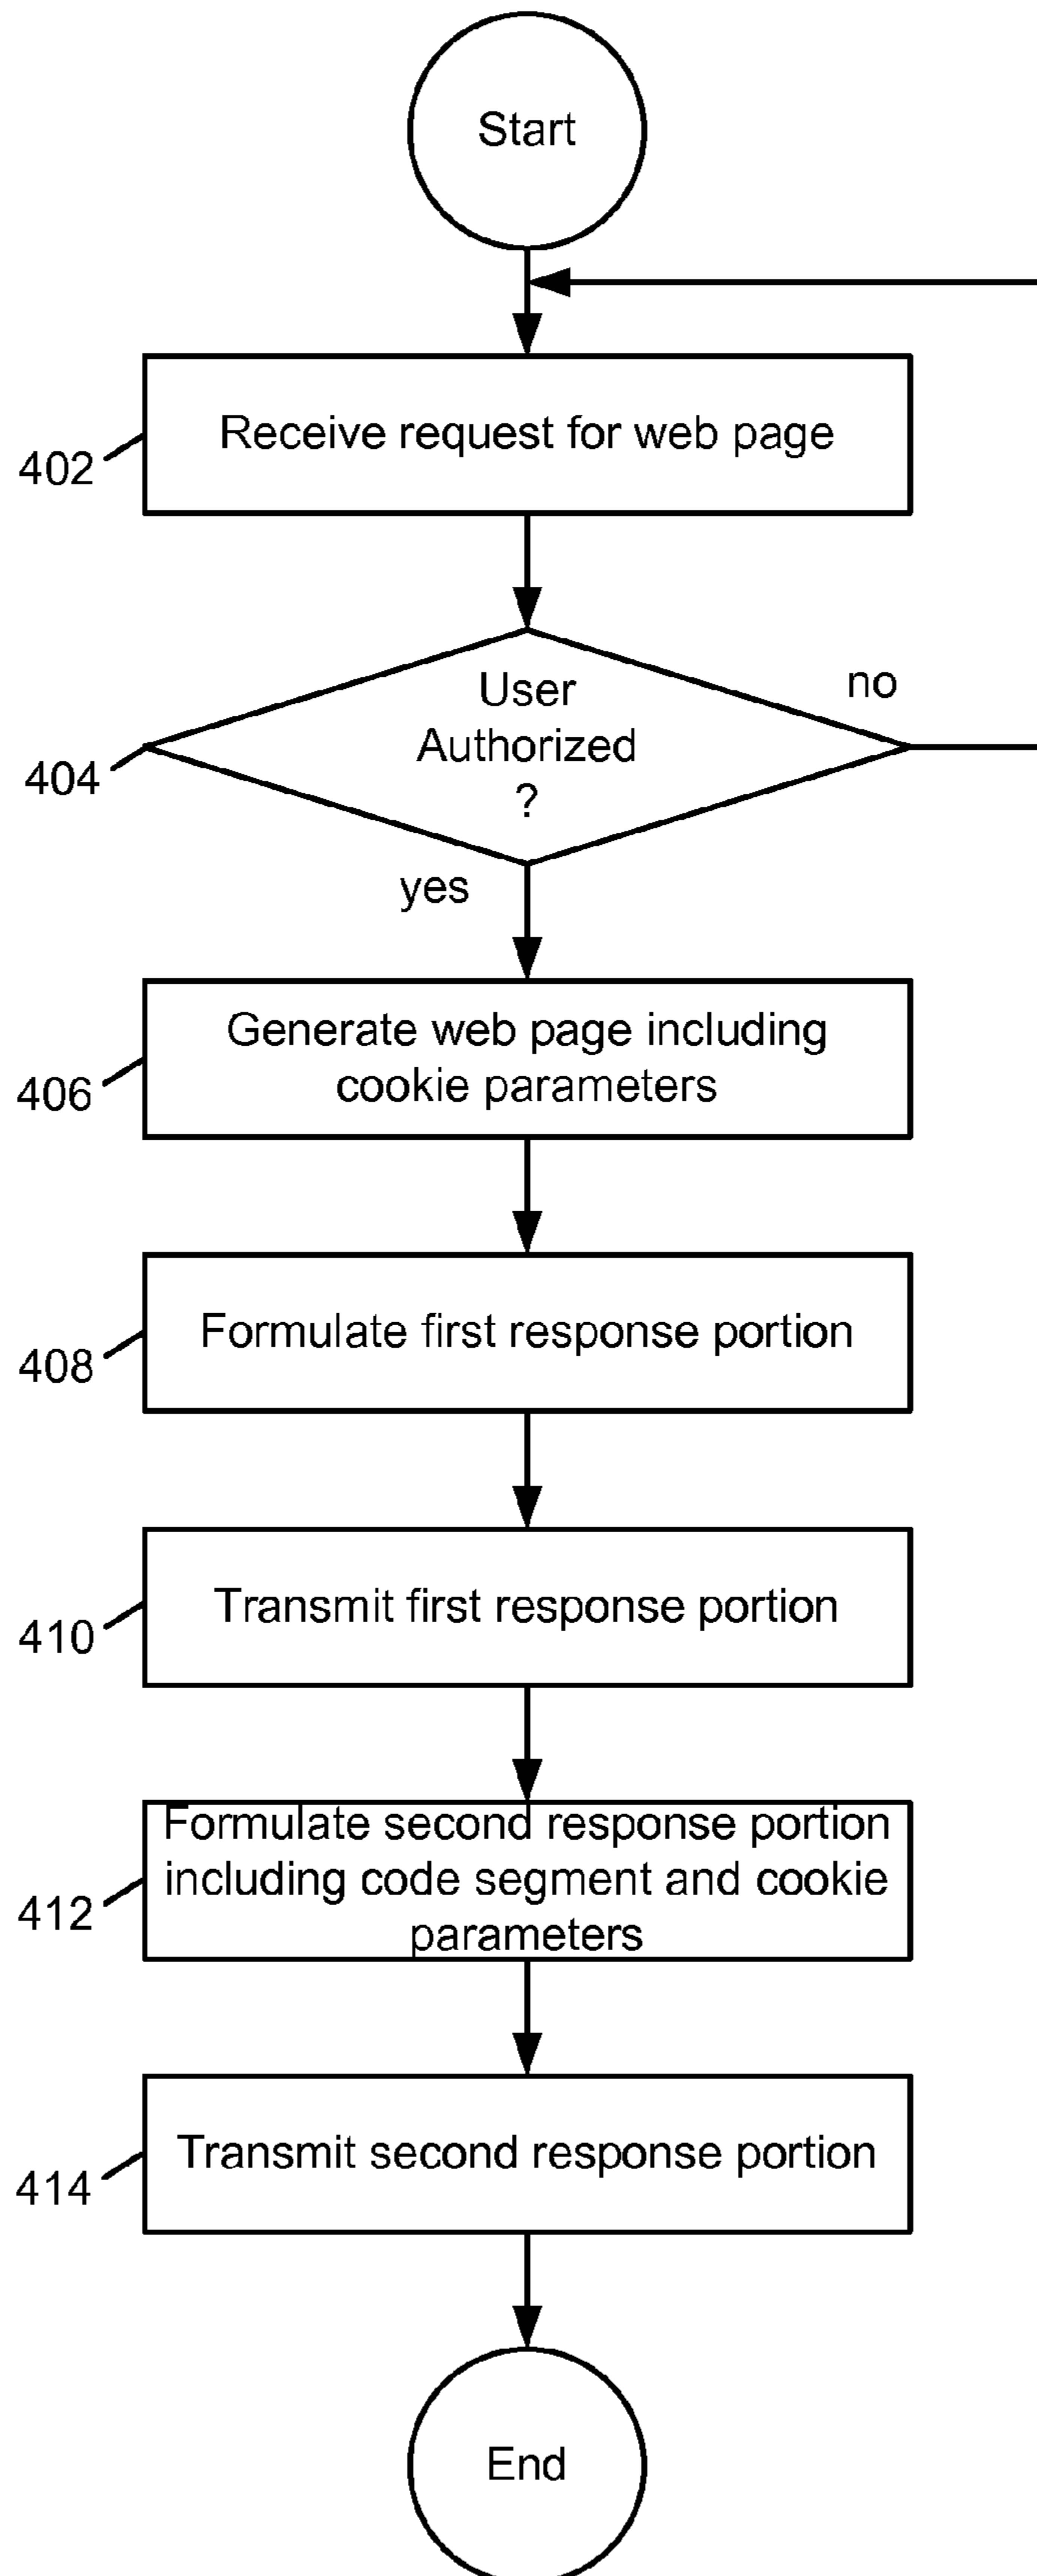 Start
Receive request for web page
402
User
Authorized
?
no
404
yes
Generate web page including
cookie parameters
406
Formulate first response portion
408
Transmit first response portion
410
Formulate second response portion
including code segment and cookie
parameters
412
Transmit second response portion
414
End